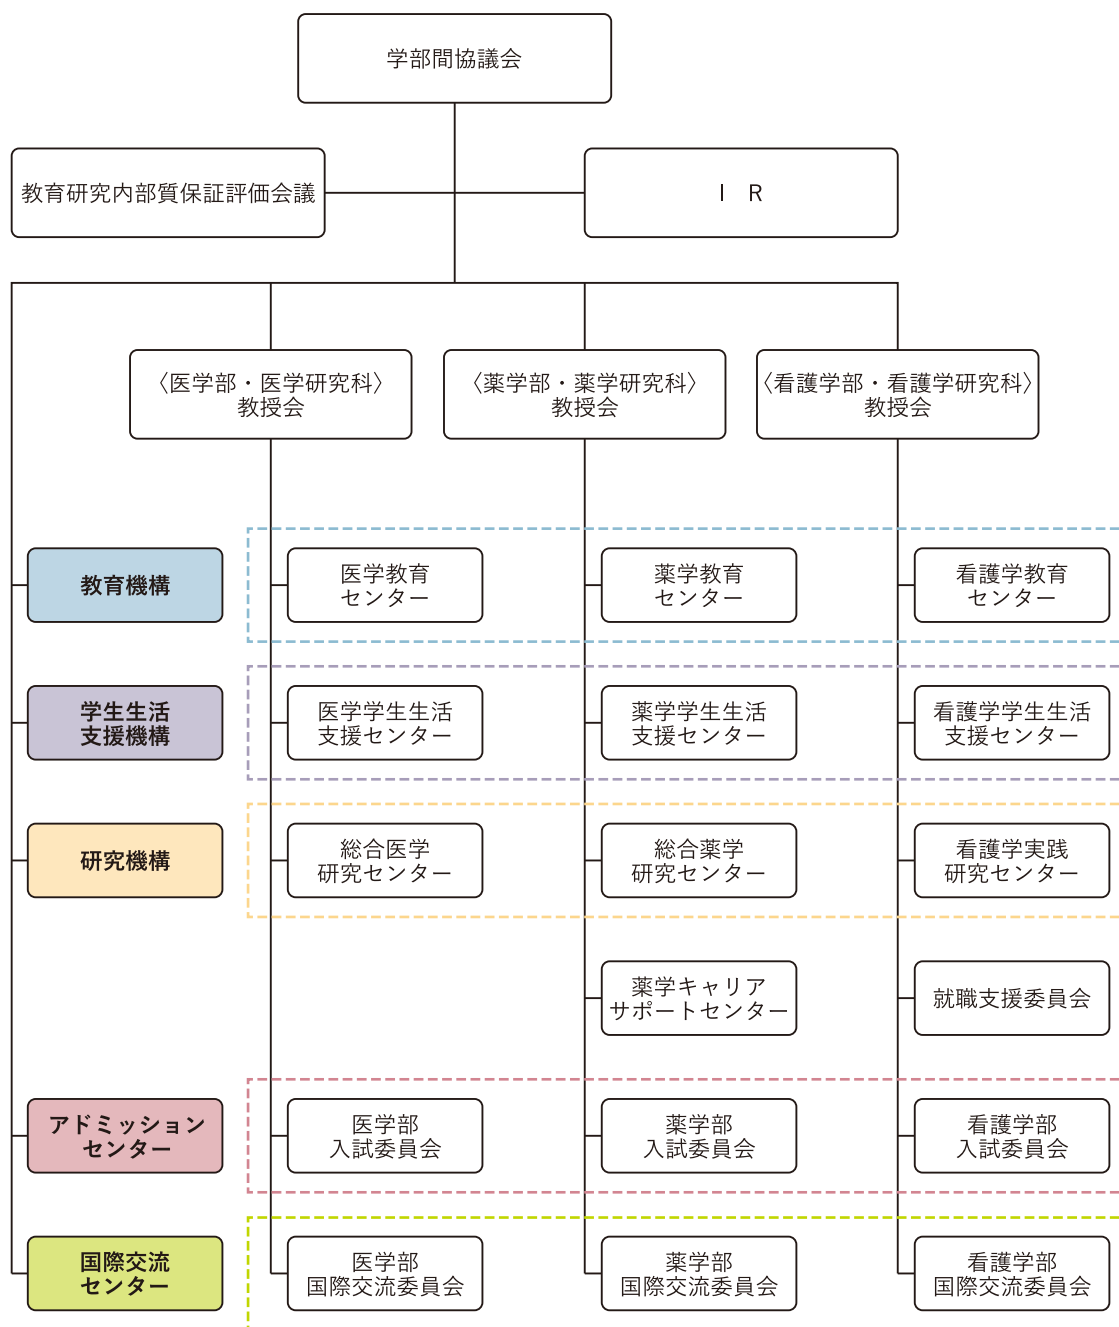 学部間協議会
教育研究内部質保証評価会議
I R
〈医学部・医学研究科〉
教授会
〈薬学部・薬学研究科〉
教授会
〈看護学部・看護学研究科〉
教授会
教育機構
医学教育
センター
薬学教育
センター
看護学教育
センター
学生生活
支援機構
医学学生生活
支援センター
薬学学生生活
支援センター
看護学学生生活
支援センター
研究機構
総合医学
研究センター
総合薬学
研究センター
看護学実践
研究センター
薬学キャリア
サポートセンター
就職支援委員会
アドミッション
センター
医学部
入試委員会
薬学部
入試委員会
看護学部
入試委員会
国際交流
センター
医学部
国際交流委員会
薬学部
国際交流委員会
看護学部
国際交流委員会